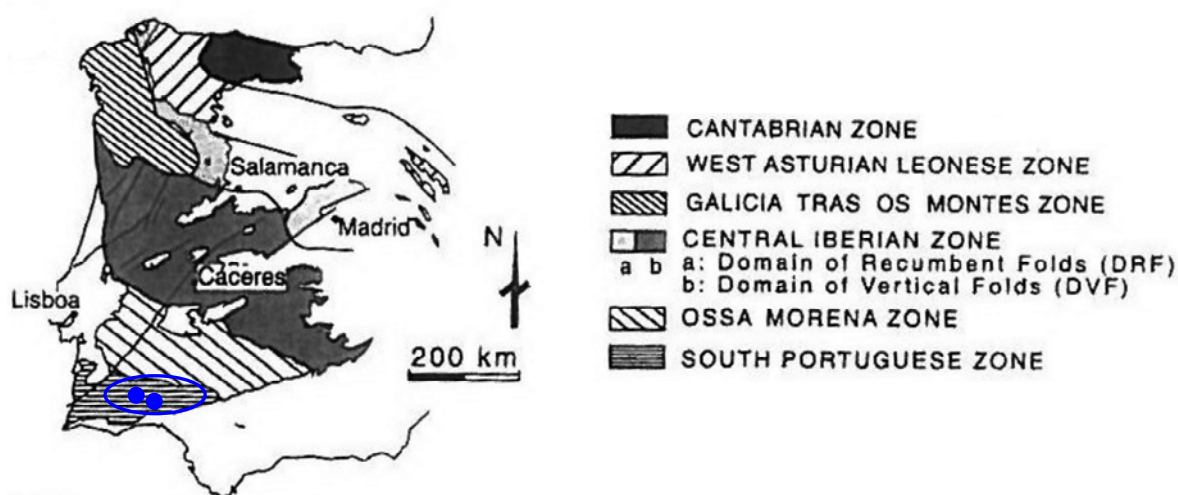 Salamanca
Madrid
Cáceres
Lisboa
N
200 km
CANTABRIAN ZONE
WEST ASTURIAN LEONESE ZONE
GALICIA TRAS OS MONTES ZONE
CENTRAL IBERIAN ZONE
a b a: Domain of Recumbent Folds (DRF)
b: Domain of Vertical Folds (DVF)
OSSA MORENA ZONE
SOUTH PORTUGUESE ZONE